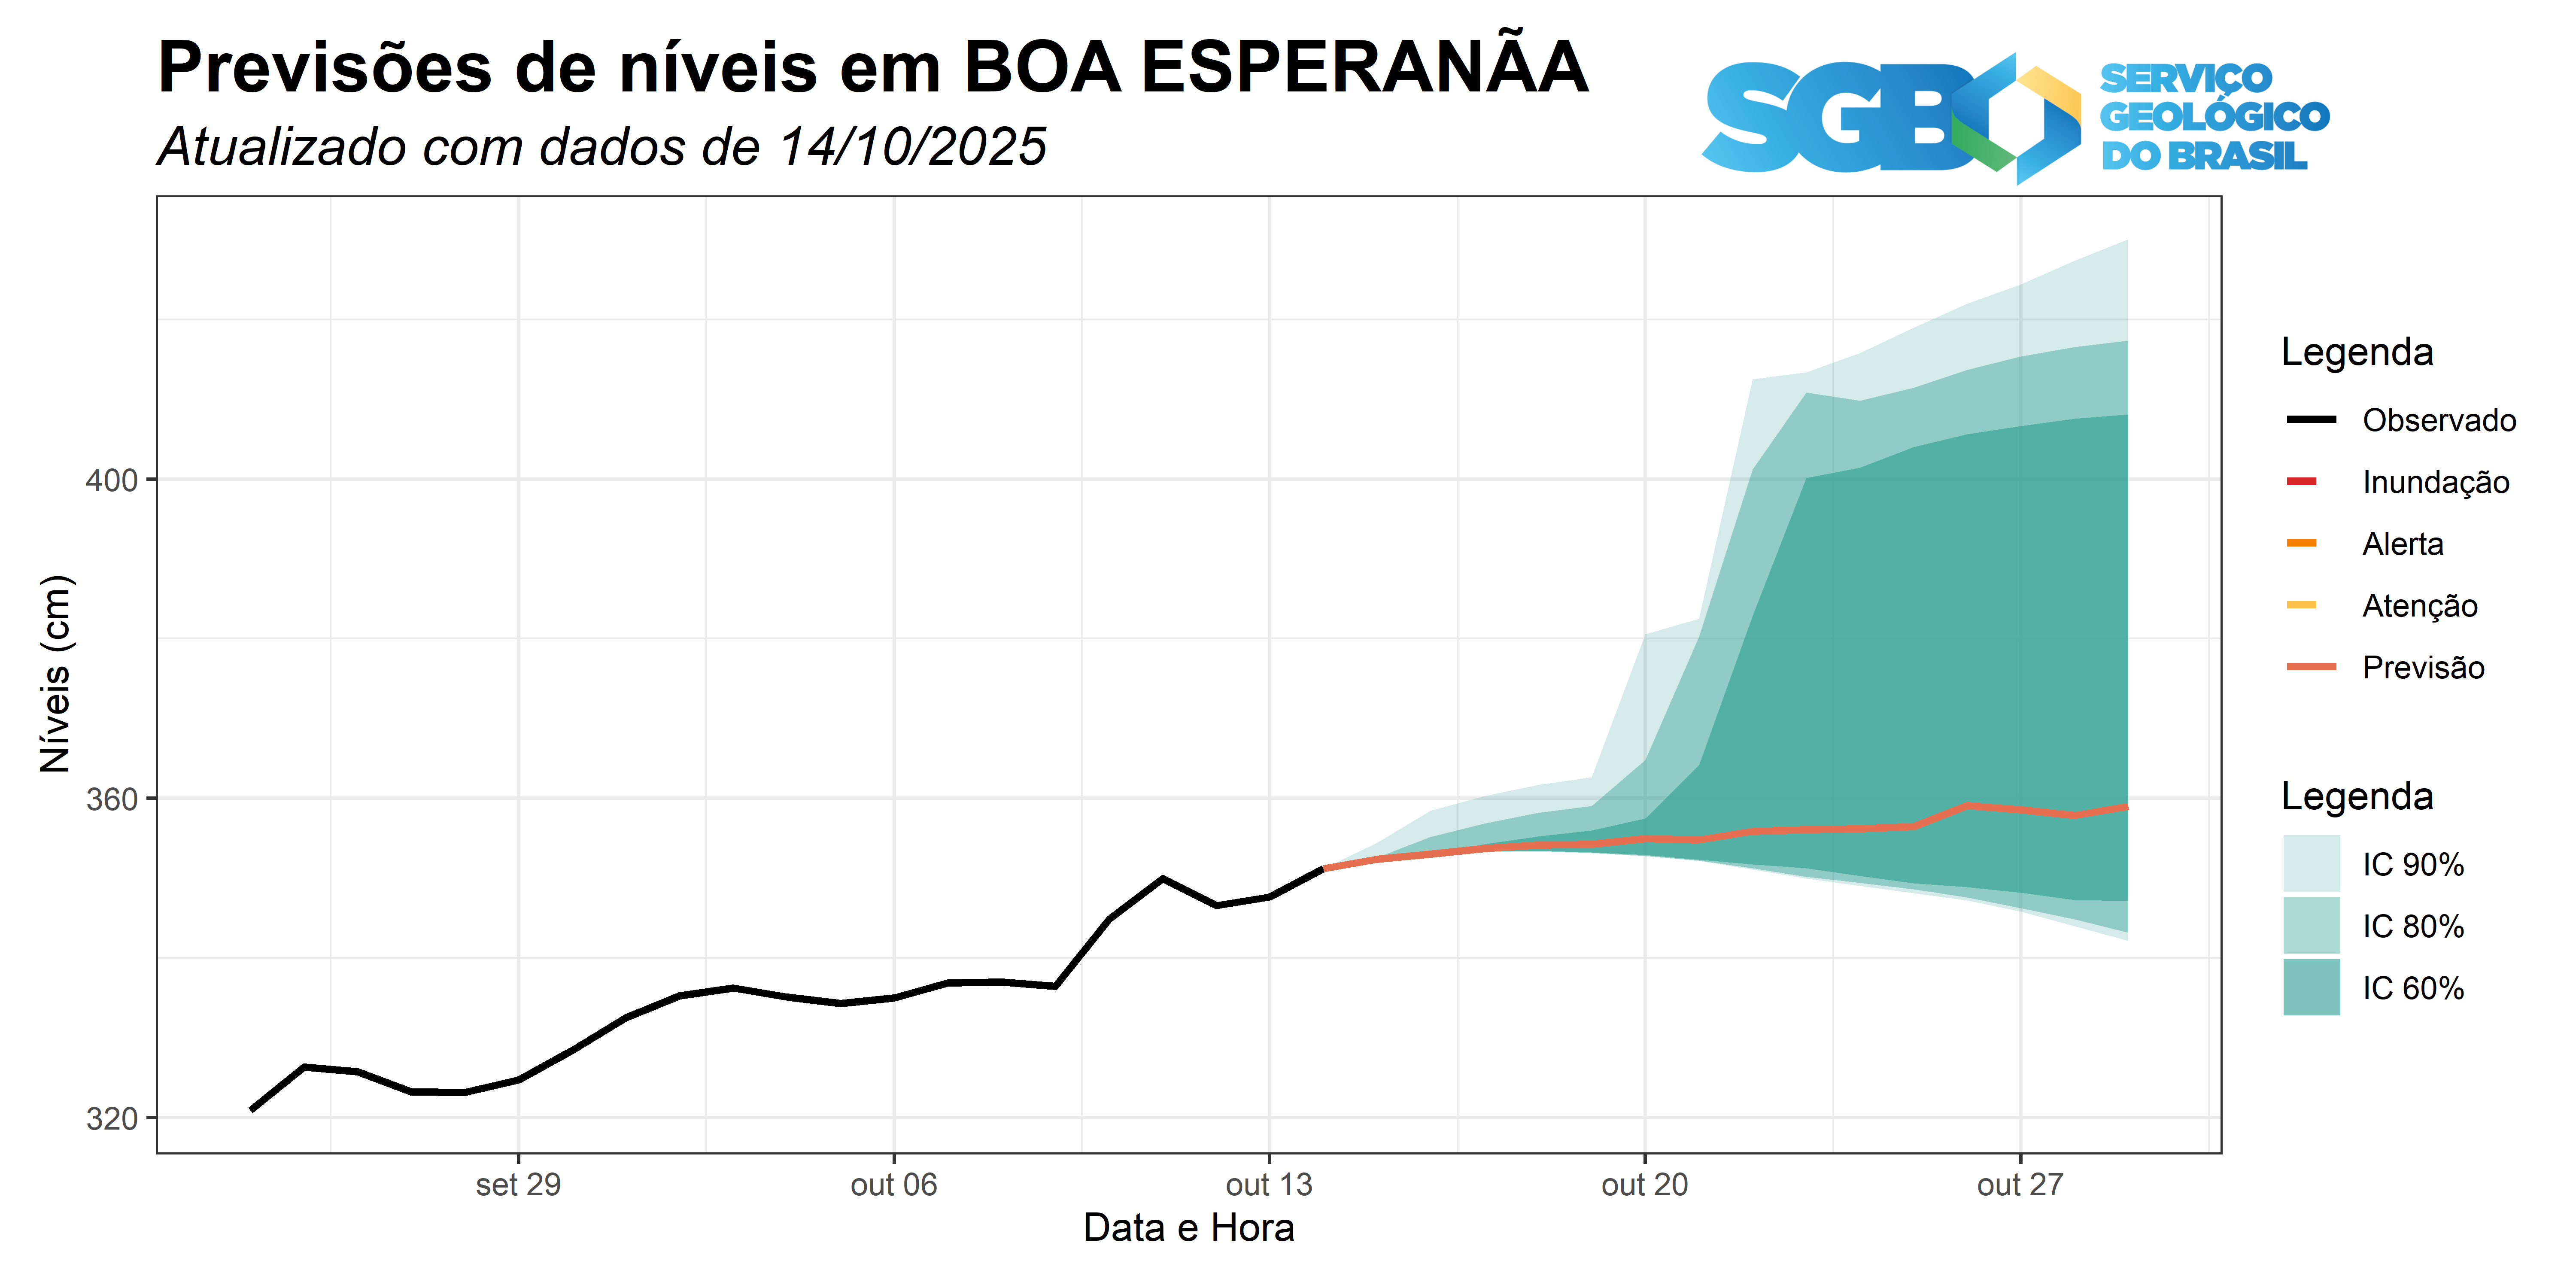 Previsões de níveis em BOA ESPERANÃA
Atualizado com dados de 14/10/2025
SGB
SERVIÇO
GEOLÓGICO
DO BRASIL
Níveis (cm)
400
360
320
set 29
out 06
out 13
out 20
out 27
Data e Hora
Legenda
Observado
Inundação
Alerta
Atenção
Previsão
Legenda
IC 90%
IC 80%
IC 60%